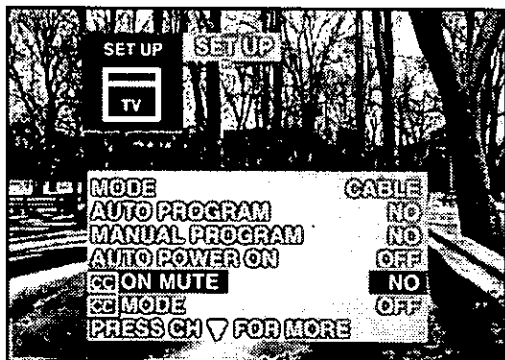 SET UP
SET UP
TV
MODE CABLE
AUTO PROGRAM NO
MANUAL PROGRAM NO
AUTO POWER ON OFF
CC ON MUTE NO
CC MODE OFF
PRESS CH ▽ FOR MORE